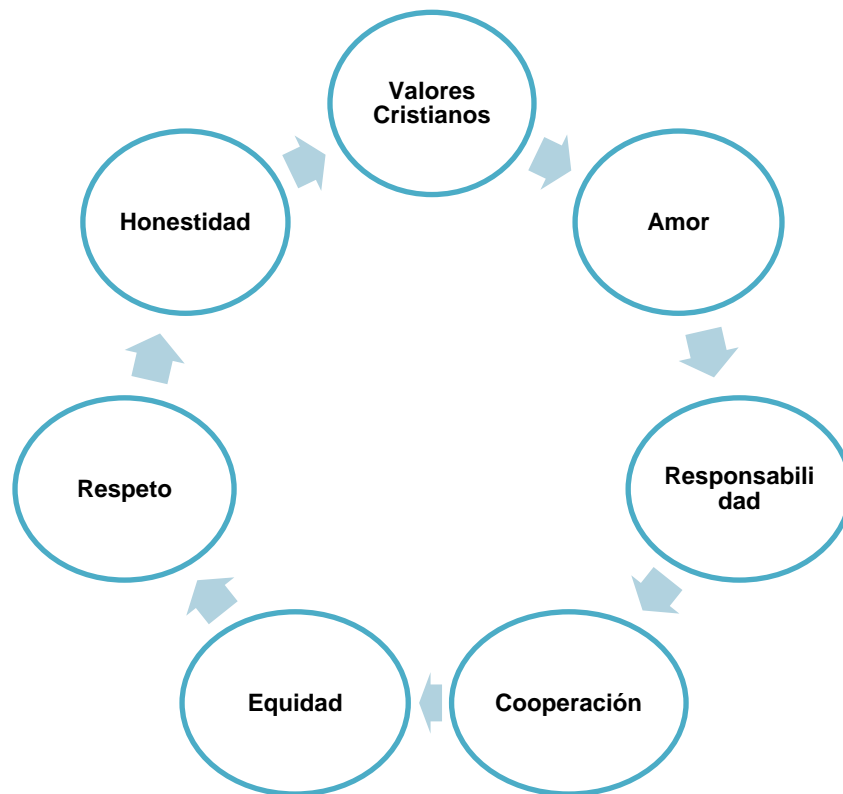 Valores
Cristianos
Amor
Responsabili
dad
Cooperación
Equidad
Respeto
Honestidad